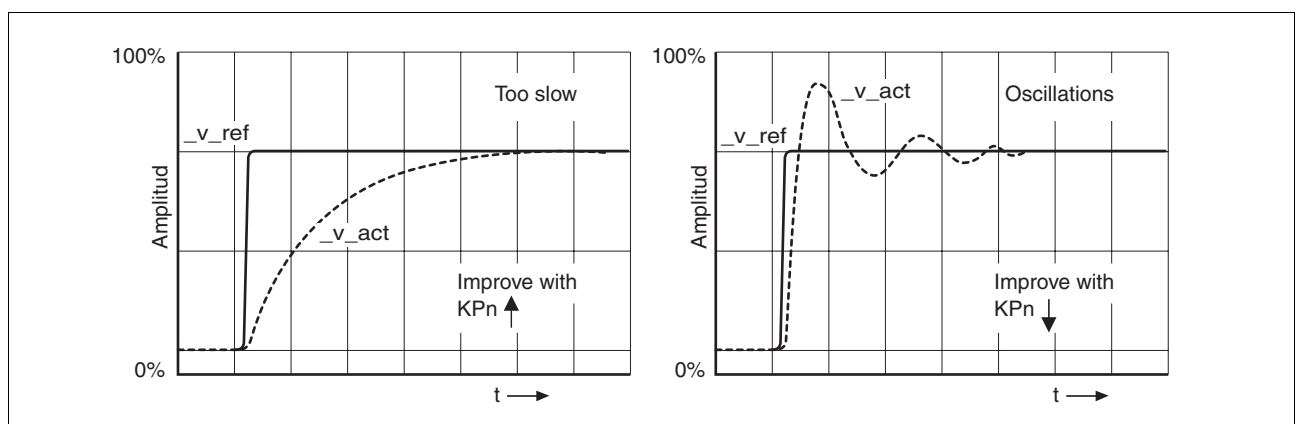 100%
Too slow
_v_ref
Amplitud
_v_act
Improve with
KPn
0%
t
100%
_v_act
Oscillations
_v_ref
Amplitud
Improve with
KPn
0%
t